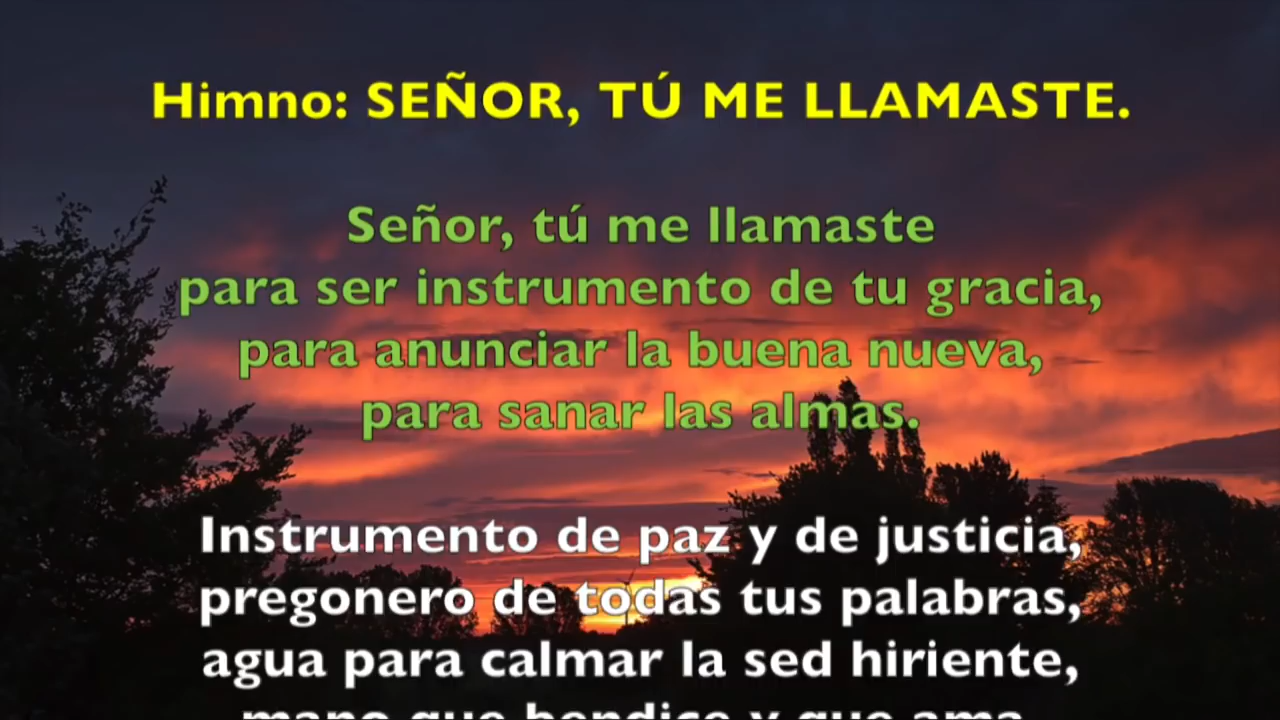 Himno: SEÑOR, TÚ ME LLAMASTE.
Señor, tú me llamaste
para ser instrumento de tu gracia,
para anunciar la buena nueva,
para sanar las almas.
Instrumento de paz y de justicia,
pregonero de todas tus palabras,
agua para calmar la sed hiriente,
mano que bendice y que ama.